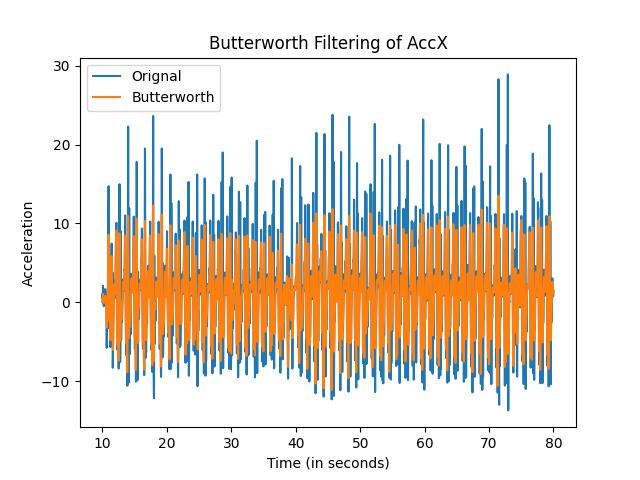 Butterworth Filtering of AccX
Orignal
Butterworth
30
20
10
0
−10
Acceleration
10 20 30 40 50 60 70 80
Time (in seconds)